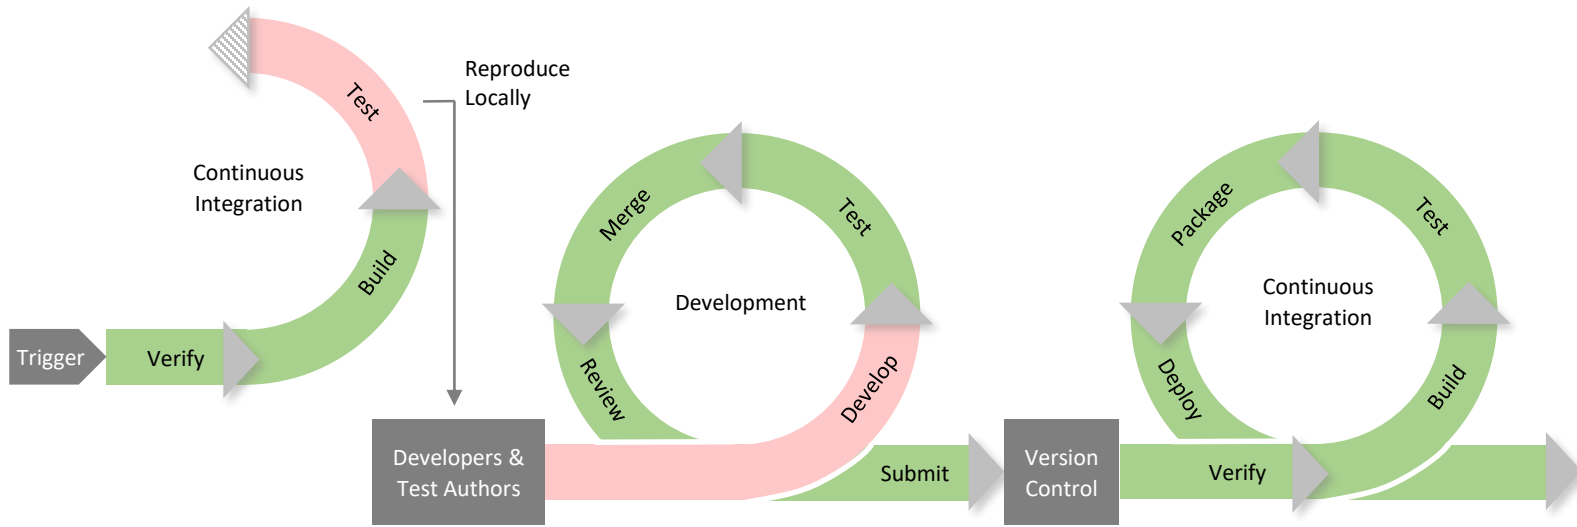 Trigger
Verify
Build
Test
Continuous
Integration
Reproduce
Locally
Developers &
Test Authors
Develop
Test
Merge
Review
Development
Submit
Version
Control
Verify
Build
Test
Package
Deploy
Continuous
Integration